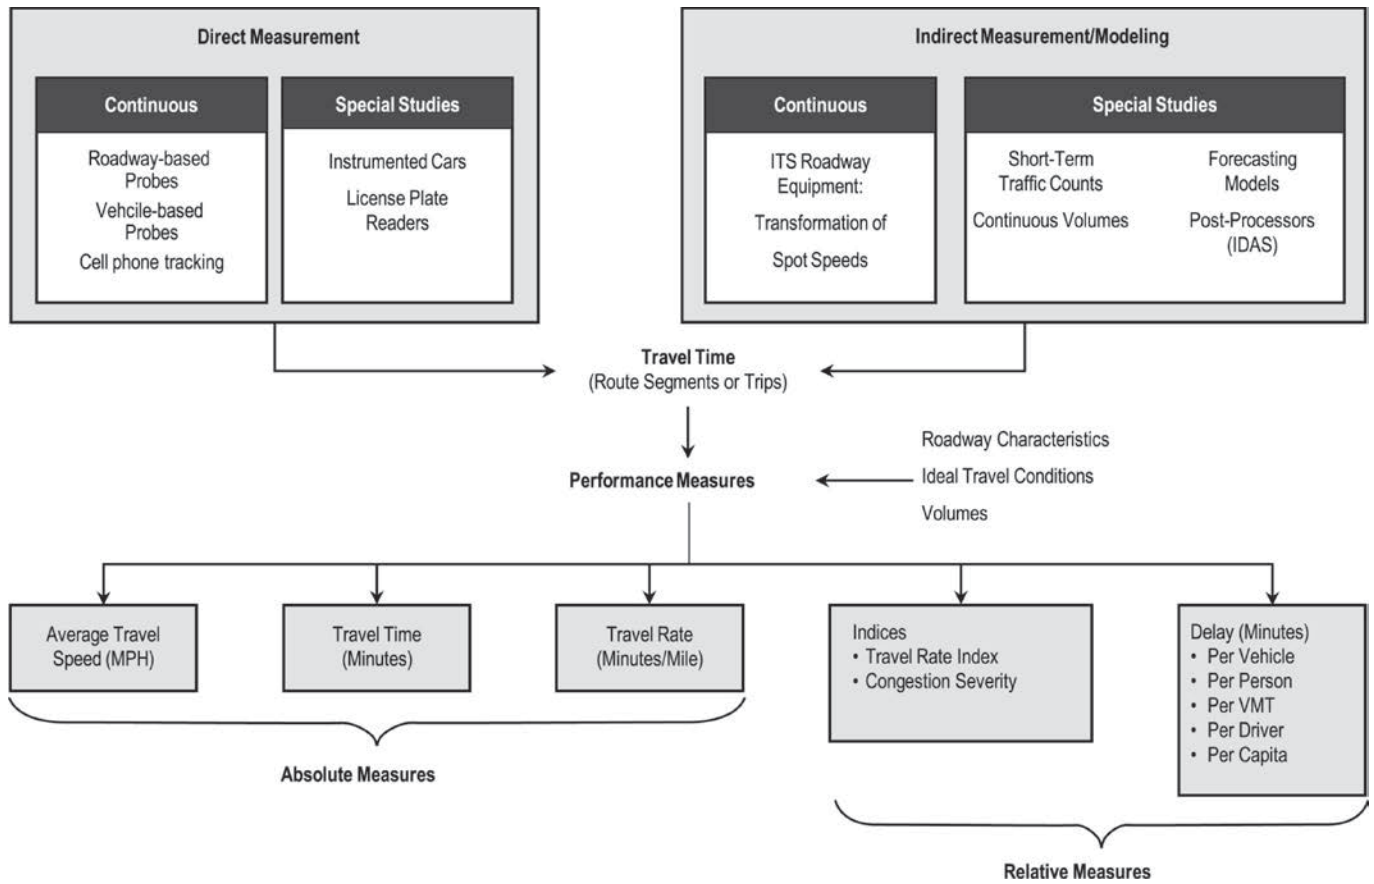 Direct Measurement
Continuous
Roadway-based
Probes
Vehcile-based
Probes
Cell phone tracking
Special Studies
Instrumented Cars
License Plate
Readers
Indirect Measurement/Modeling
Continuous
ITS Roadway
Equipment:
Transformation of
Spot Speeds
Special Studies
Short-Term
Traffic Counts
Continuous Volumes
Forecasting
Models
Post-Processors
(IDAS)
Travel Time
(Route Segments or Trips)
Performance Measures
Roadway Characteristics
Ideal Travel Conditions
Volumes
Average Travel
Speed (MPH)
Travel Time
(Minutes)
Travel Rate
(Minutes/Mile)
Absolute Measures
Indices
• Travel Rate Index
• Congestion Severity
Delay (Minutes)
• Per Vehicle
• Per Person
• Per VMT
• Per Driver
• Per Capita
Relative Measures